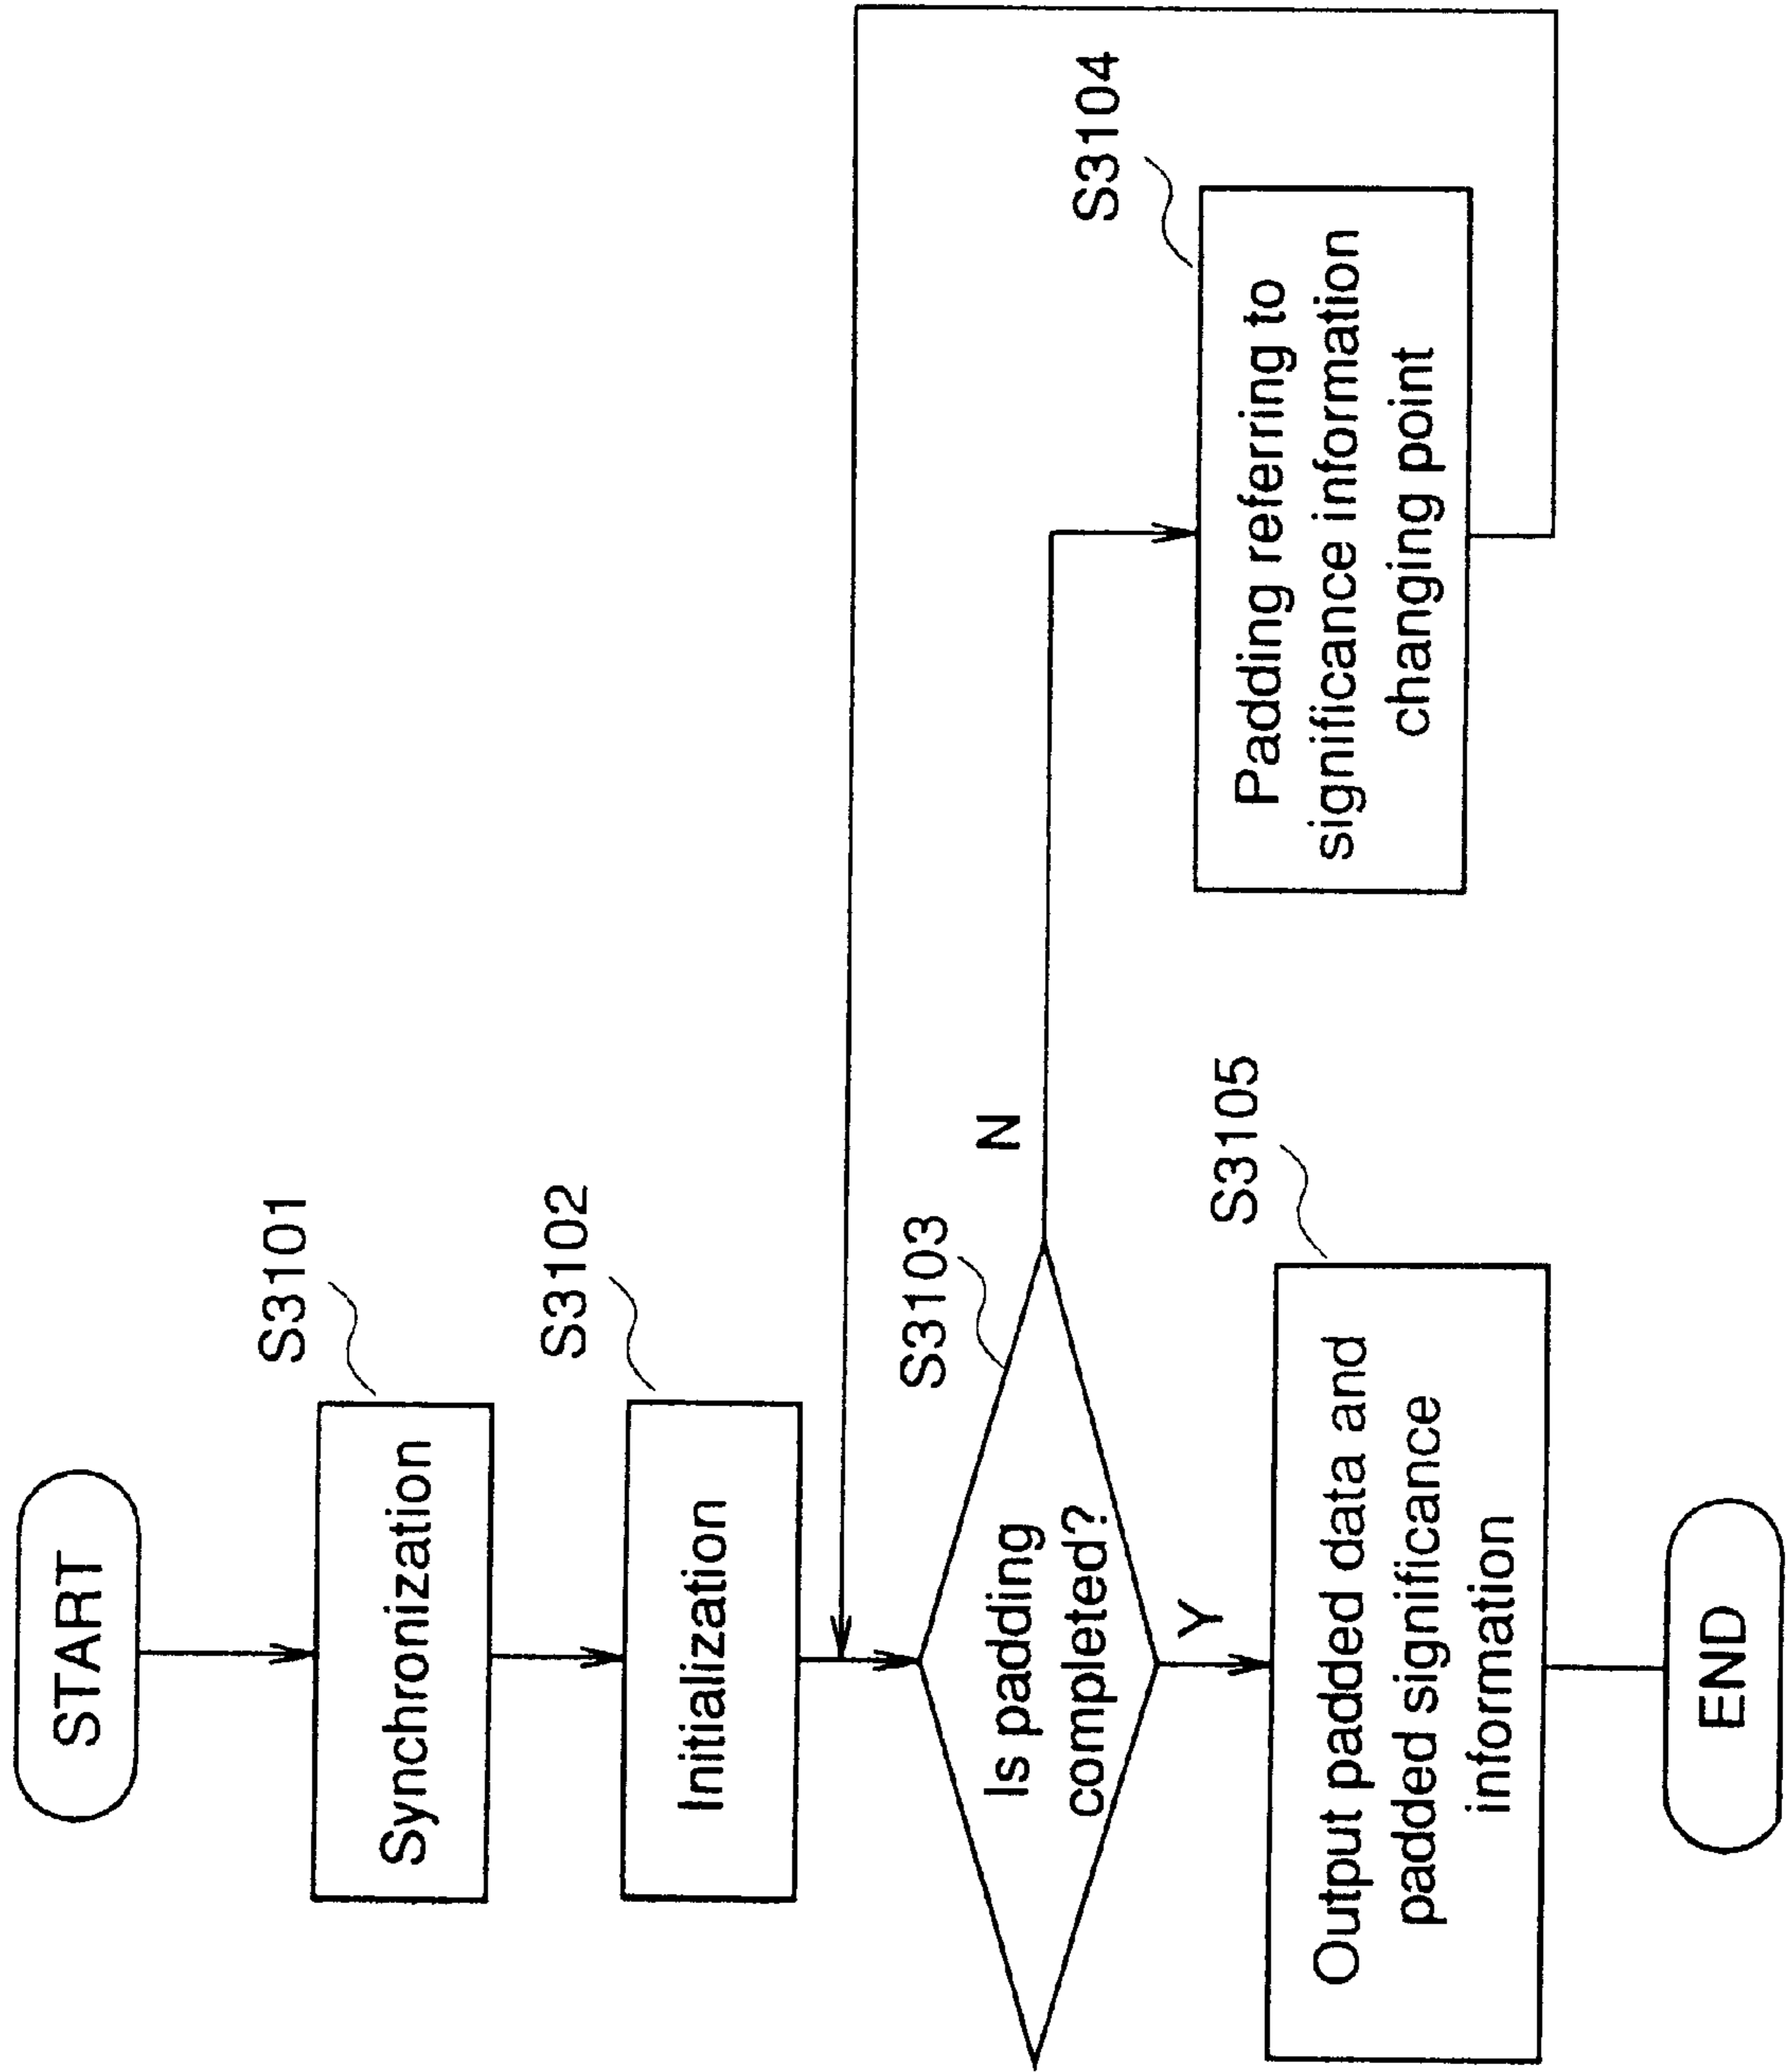 START
S3101
Synchronization
S3102
Initialization
S3103
Is padding
completed?
N
S3104
Padding referring to
significance information
changing point
Y
S3105
Output padded data and
padded significance
information
END